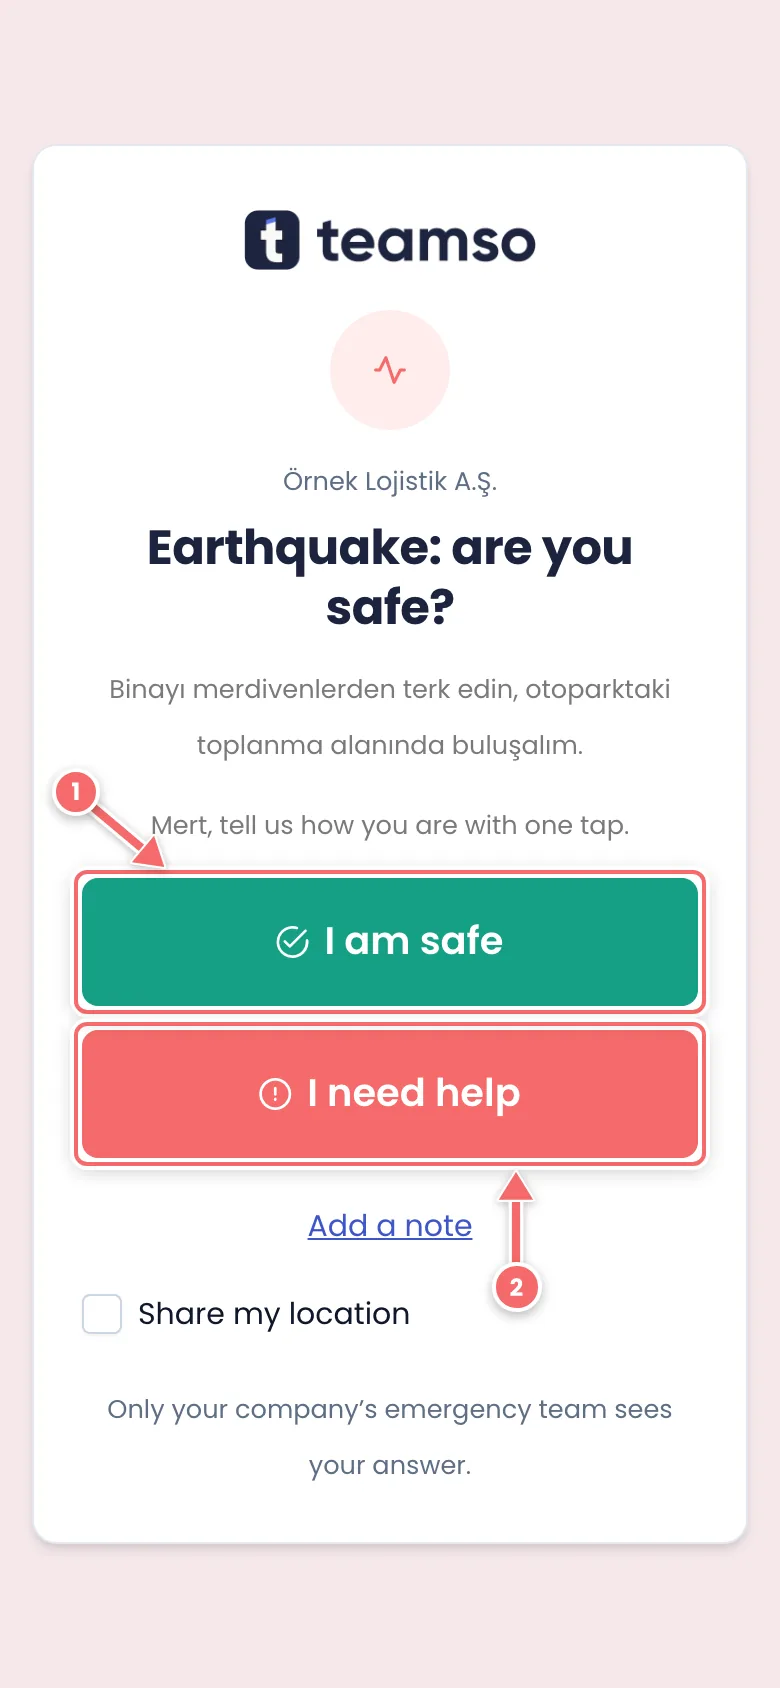 teamso
Örnek Lojistik A.Ş.
Earthquake: are you
safe?
Binayı merdivenlerden terk edin, otoparktaki
toplanma alanında buluşalım.
1
Mert, tell us how you are with one tap.
I am safe
I need help
Add a note
2
Share my location
Only your company’s emergency team sees
your answer.